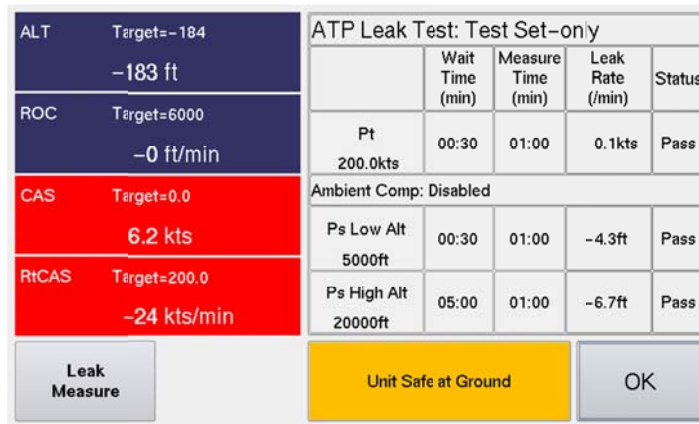 ALT Target=-184
-183 ft
ROC Target=6000
-0 ft/min
CAS Target=0.0
6.2 kts
RtCAS Target=200.0
-24 kts/min
Leak
Measure
ATP Leak Test: Test Set-only
Wait Time (min) Measure Time (min) Leak Rate (/min) Status
Pt 200.0kts 00:30 01:00 0.1kts Pass
Ambient Comp: Disabled
Ps Low Alt 5000ft 00:30 01:00 -4.3ft Pass
Ps High Alt 20000ft 05:00 01:00 -6.7ft Pass
Unit Safe at Ground
OK